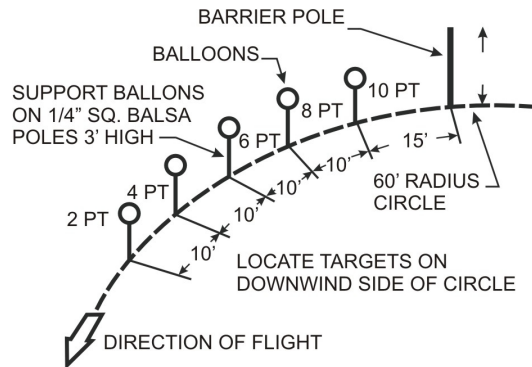 BARRIER POLE
BALLOONS
SUPPORT BALLONS
ON 1/4" SQ. BALSA
POLES 3' HIGH
10 PT
8 PT
6 PT
4 PT
2 PT
15'
10'
10'
10'
10'
60' RADIUS
CIRCLE
LOCATE TARGETS ON
DOWNWIND SIDE OF CIRCLE
DIRECTION OF FLIGHT